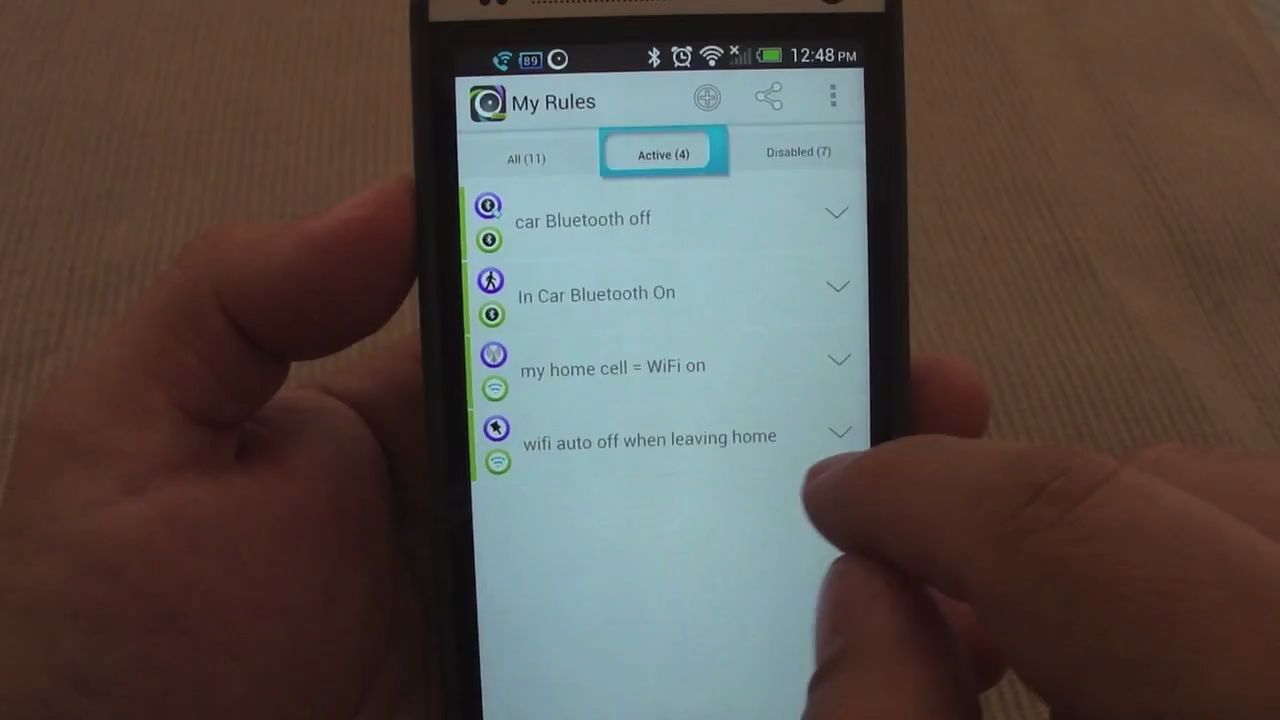 89 12:48 PM
My Rules
All (11) Active (4) Disabled (7)
car Bluetooth off
In Car Bluetooth On
my home cell = WiFi on
wifi auto off when leaving home